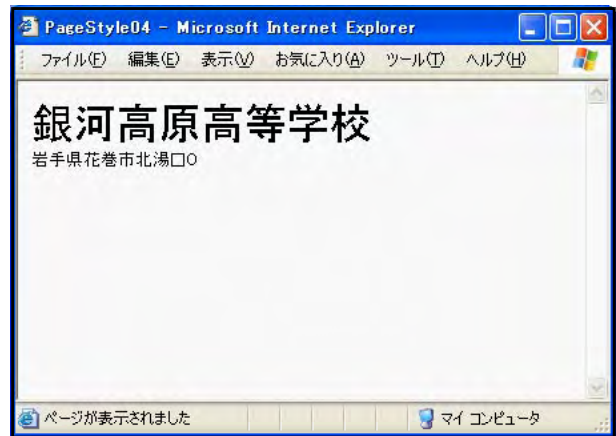 PageStyle04 - Microsoft Internet Explorer
ファイル(F) 編集(E) 表示(V) お気に入り(A) ツール(T) ヘルプ(H)
銀河高原高等学校
岩手県花巻市北湯口0
ページが表示されました マイ コンピュータ